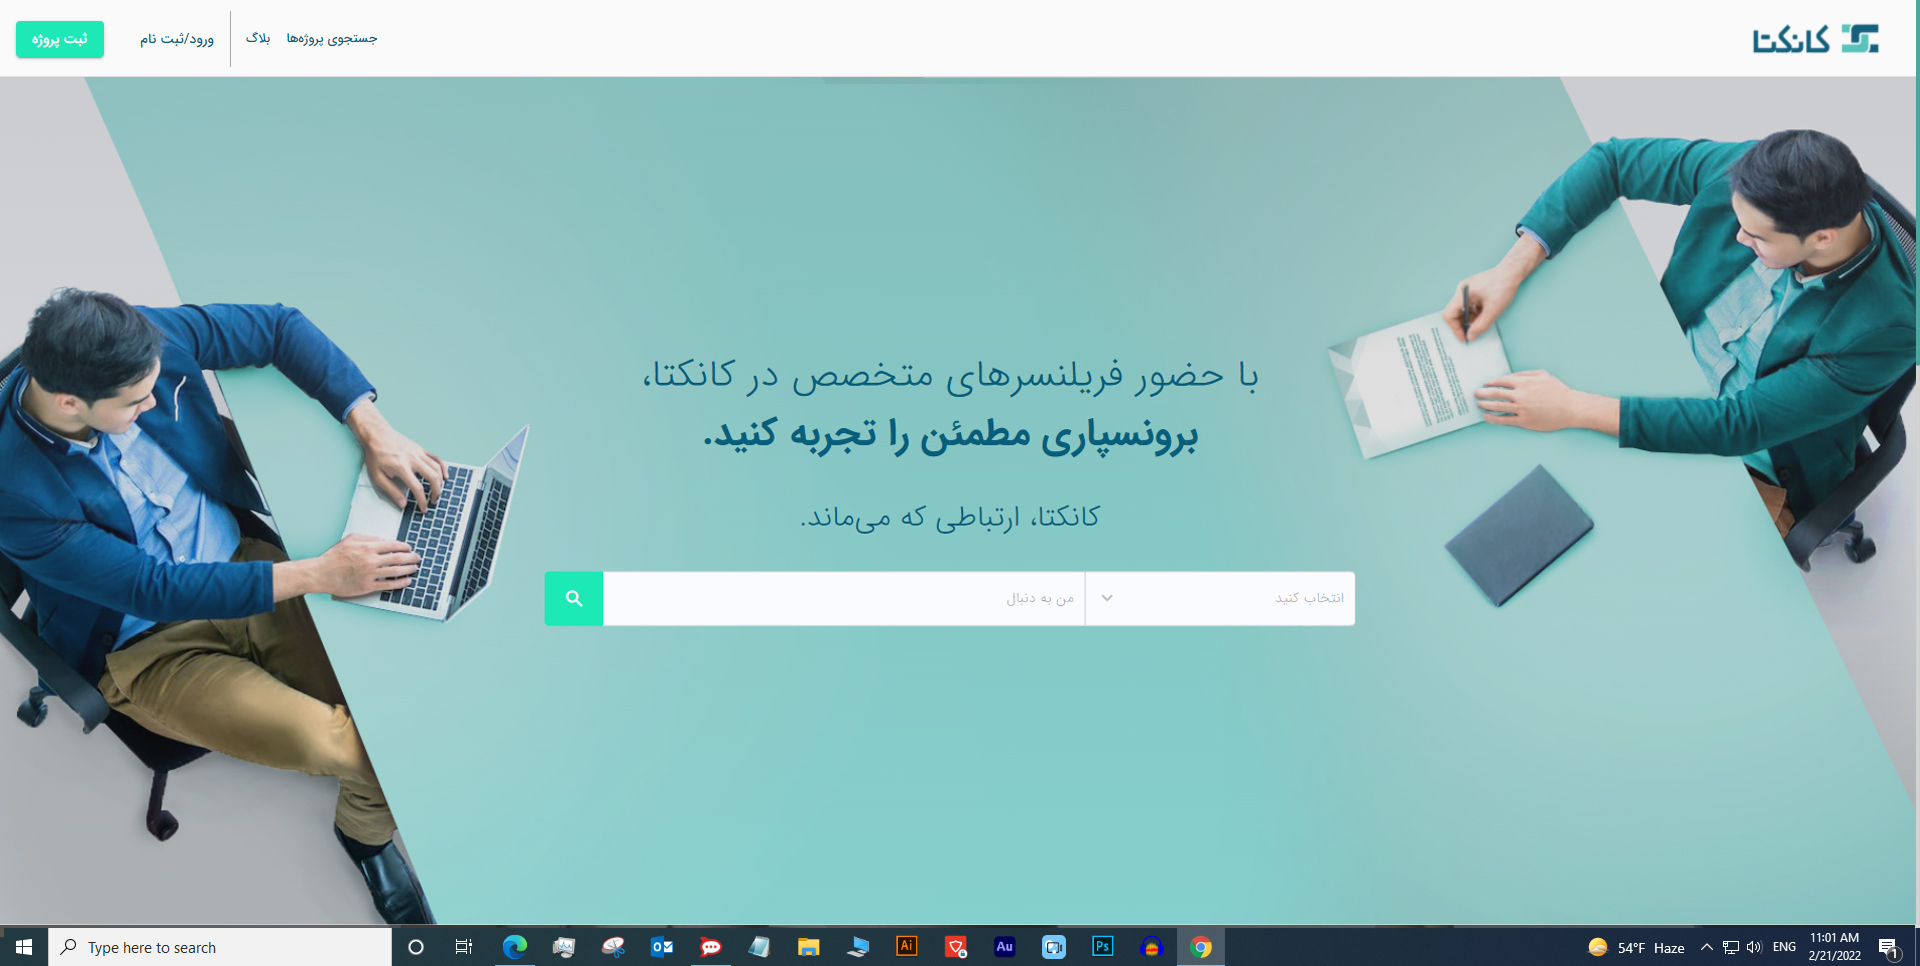 کانکتا
جستجوی پروژه‌ها
بلاگ
ورود/ثبت نام
ثبت پروژه
با حضور فریلنسرهای متخصص در کانکتا،
برونسپاری مطمئن را تجربه کنید.
کانکتا، ارتباطی که می‌ماند.
انتخاب کنید
من به دنبال
Type here to search
Ai
Au
Ps
54°F Haze
ENG
11:01 AM
2/21/2022
1